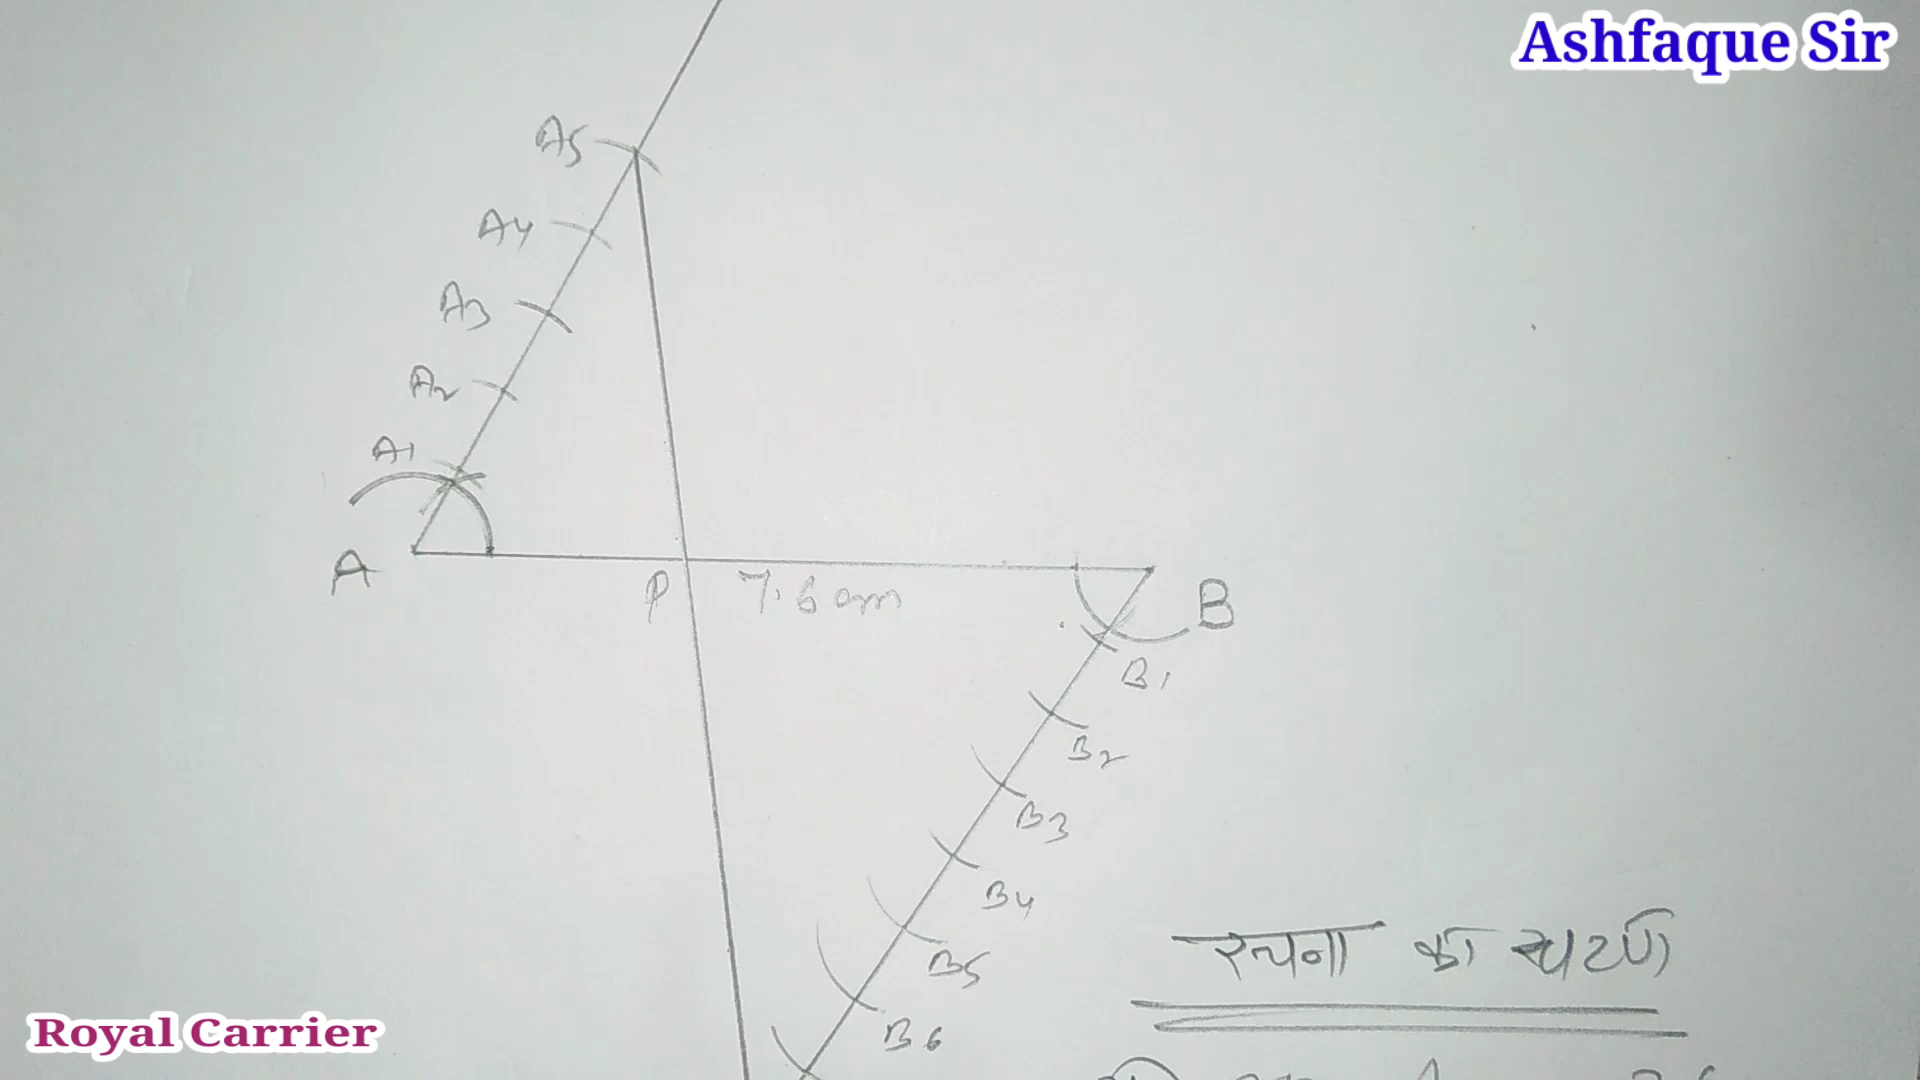 Ashfaque Sir
A5
A4
A3
A2
A1
A
P 7.6 cm
B
B1
B2
B3
B4
B5
B6
रचना का
Royal Carrier